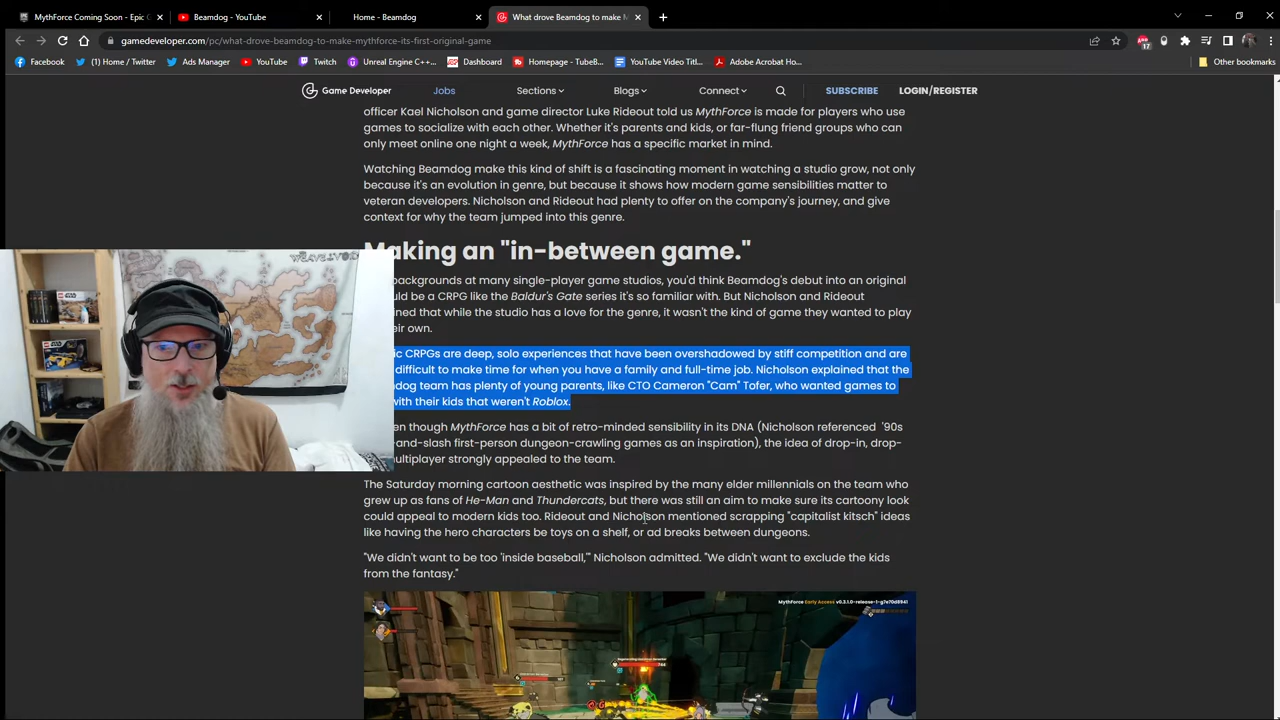 MythForce Coming Soon - Epic G
Beamdog - YouTube
Home - Beamdog
What drove Beamdog to make M
gamedeveloper.com/pc/what-drove-beamdog-to-make-mythforce-its-first-original-game
Facebook
(1) Home / Twitter
Ads Manager
YouTube
Twitch
Unreal Engine C++...
Dashboard
Homepage - TubeB...
YouTube Video Titl...
Adobe Acrobat Ho...
Other bookmarks
Game Developer
Jobs
Sections
Blogs
Connect
SUBSCRIBE
LOGIN/REGISTER
officer Kael Nicholson and game director Luke Rideout told us MythForce is made for players who use
games to socialize with each other. Whether it's parents and kids, or far-flung friend groups who can
only meet online one night a week, MythForce has a specific market in mind.
Watching Beamdog make this kind of shift is a fascinating moment in watching a studio grow, not only
because it's an evolution in genre, but because it shows how modern game sensibilities matter to
veteran developers. Nicholson and Rideout had plenty to offer on the company's journey, and give
context for why the team jumped into this genre.
Making an "in-between game."
backgrounds at many single-player game studios, you'd think Beamdog's debut into an original
uld be a CRPG like the Baldur's Gate series it's so familiar with. But Nicholson and Rideout
ned that while the studio has a love for the genre, it wasn't the kind of game they wanted to play
eir own.
ic CRPGs are deep, solo experiences that have been overshadowed by stiff competition and are
difficult to make time for when you have a family and full-time job. Nicholson explained that the
dog team has plenty of young parents, like CTO Cameron "Cam" Tofer, who wanted games to
with their kids that weren't Roblox.
en though MythForce has a bit of retro-minded sensibility in its DNA (Nicholson referenced '90s
and-slash first-person dungeon-crawling games as an inspiration), the idea of drop-in, drop-
ultiplayer strongly appealed to the team.
The Saturday morning cartoon aesthetic was inspired by the many elder millennials on the team who
grew up as fans of He-Man and Thundercats, but there was still an aim to make sure its cartoony look
could appeal to modern kids too. Rideout and Nicholson mentioned scrapping "capitalist kitsch" ideas
like having the hero characters be toys on a shelf, or ad breaks between dungeons.
"We didn't want to be too 'inside baseball,'" Nicholson admitted. "We didn't want to exclude the kids
from the fantasy."
MythForce Early Access